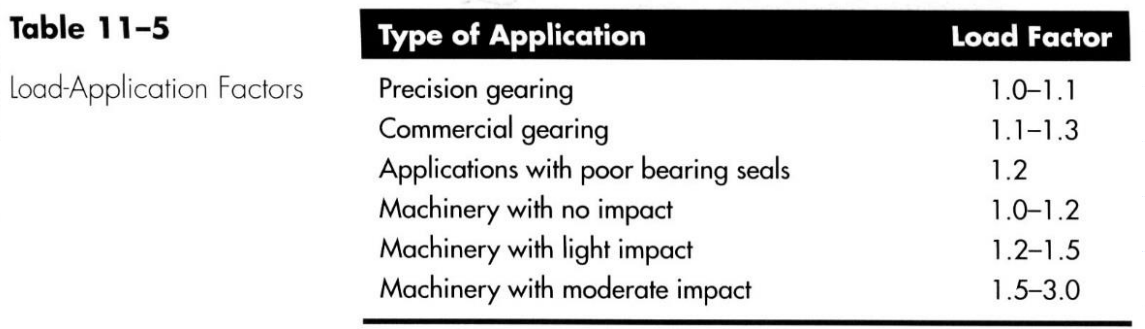 Table 11–5
Load-Application Factors
Type of Application Load Factor
Precision gearing 1.0–1.1
Commercial gearing 1.1–1.3
Applications with poor bearing seals 1.2
Machinery with no impact 1.0–1.2
Machinery with light impact 1.2–1.5
Machinery with moderate impact 1.5–3.0